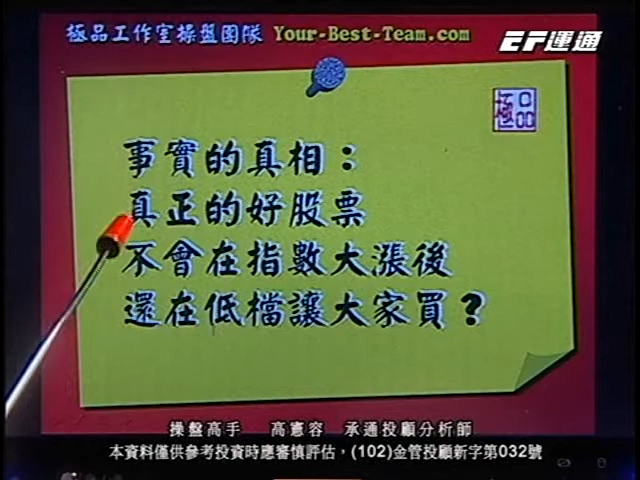 極品工作室操盤團隊 Your-Best-Team.com
EF運通
極品
事實的真相：
真正的好股票
不會在指數大漲後
還在低檔讓大家買？
操盤高手 高憲容 承通投顧分析師
本資料僅供參考投資時應審慎評估，(102)金管投顧新字第032號